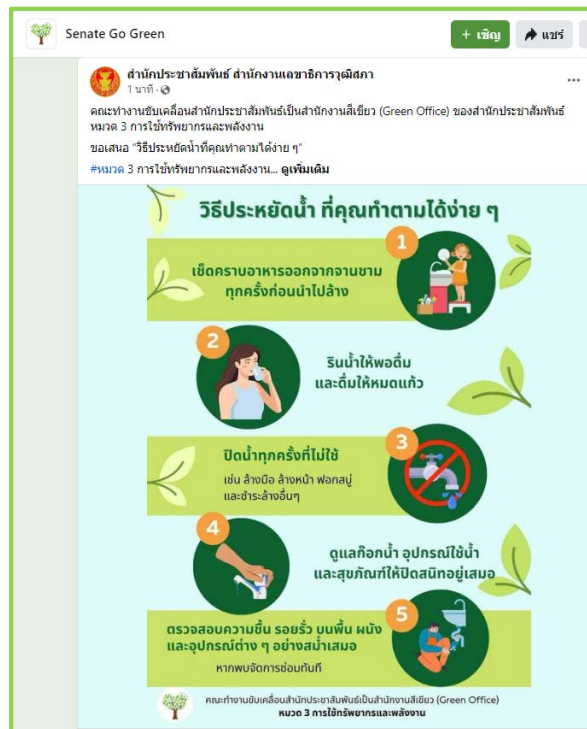 Senate Go Green
+ เชิญ
แชร์
สำนักประชาสัมพันธ์ สำนักงานเลขาธิการวุฒิสภา
1 นาที ·
คณะทำงานขับเคลื่อนสำนักประชาสัมพันธ์เป็นสำนักงานสีเขียว (Green Office) ของสำนักประชาสัมพันธ์
หมวด 3 การใช้ทรัพยากรและพลังงาน
ขอเสนอ "วิธีประหยัดน้ำที่คุณทำตามได้ง่าย ๆ"
#หมวด 3 การใช้ทรัพยากรและพลังงาน... ดูเพิ่มเติม
วิธีประหยัดน้ำ ที่คุณทำตามได้ง่าย ๆ
1
เช็ดคราบอาหารออกจากจานชาม
ทุกครั้งก่อนนำไปล้าง
2
รินน้ำให้พอดื่ม
และดื่มให้หมดแก้ว
3
ปิดน้ำทุกครั้งที่ไม่ใช้
เช่น ล้างมือ ล้างหน้า ฟอกสบู่
และชำระล้างอื่นๆ
4
ดูแลก๊อกน้ำ อุปกรณ์ใช้น้ำ
และสุขภัณฑ์ให้ปิดสนิทอยู่เสมอ
5
ตรวจสอบความชื้น รอยรั่ว บนพื้น ผนัง
และอุปกรณ์ต่าง ๆ อย่างสม่ำเสมอ
หากพบจัดการซ่อมทันที
คณะทำงานขับเคลื่อนสำนักประชาสัมพันธ์เป็นสำนักงานสีเขียว (Green Office)
หมวด 3 การใช้ทรัพยากรและพลังงาน